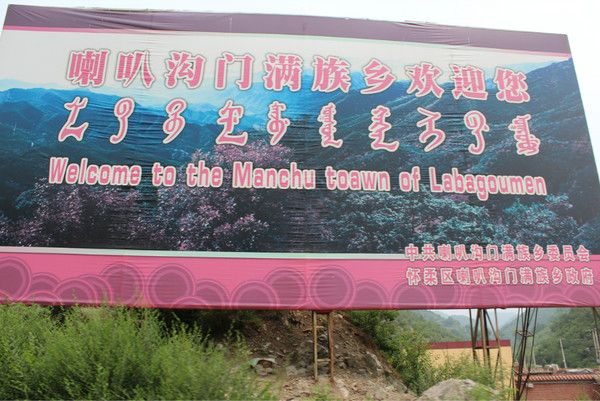 喇叭沟门满族乡欢迎您
Welcome to the Manchu toawn of Labagoumen
中共喇叭沟门满族乡委员会
怀柔区喇叭沟门满族乡政府